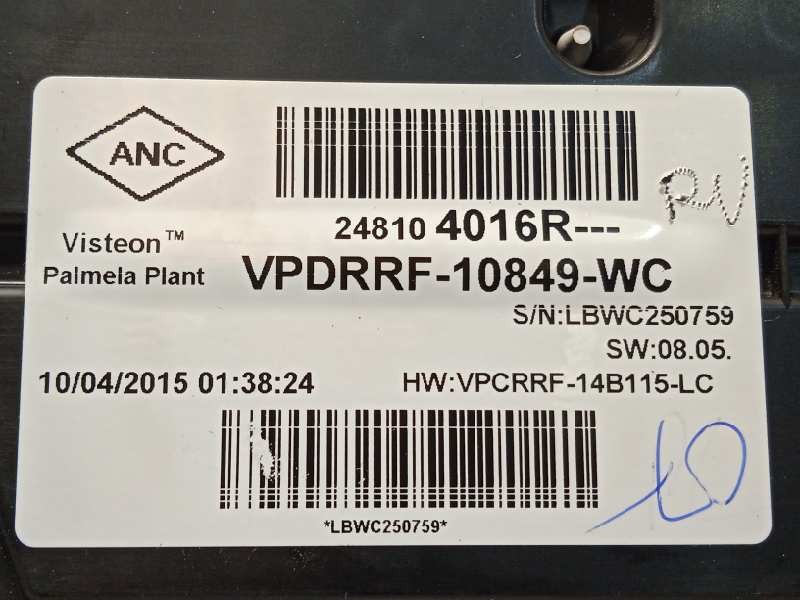 ANC
24810 4016R---
Visteon™
Palmela Plant
VPDRRF-10849-WC
S/N:LBWC250759
SW:08.05.
10/04/2015 01:38:24
HW:VPCRRF-14B115-LC
*LBWC250759*